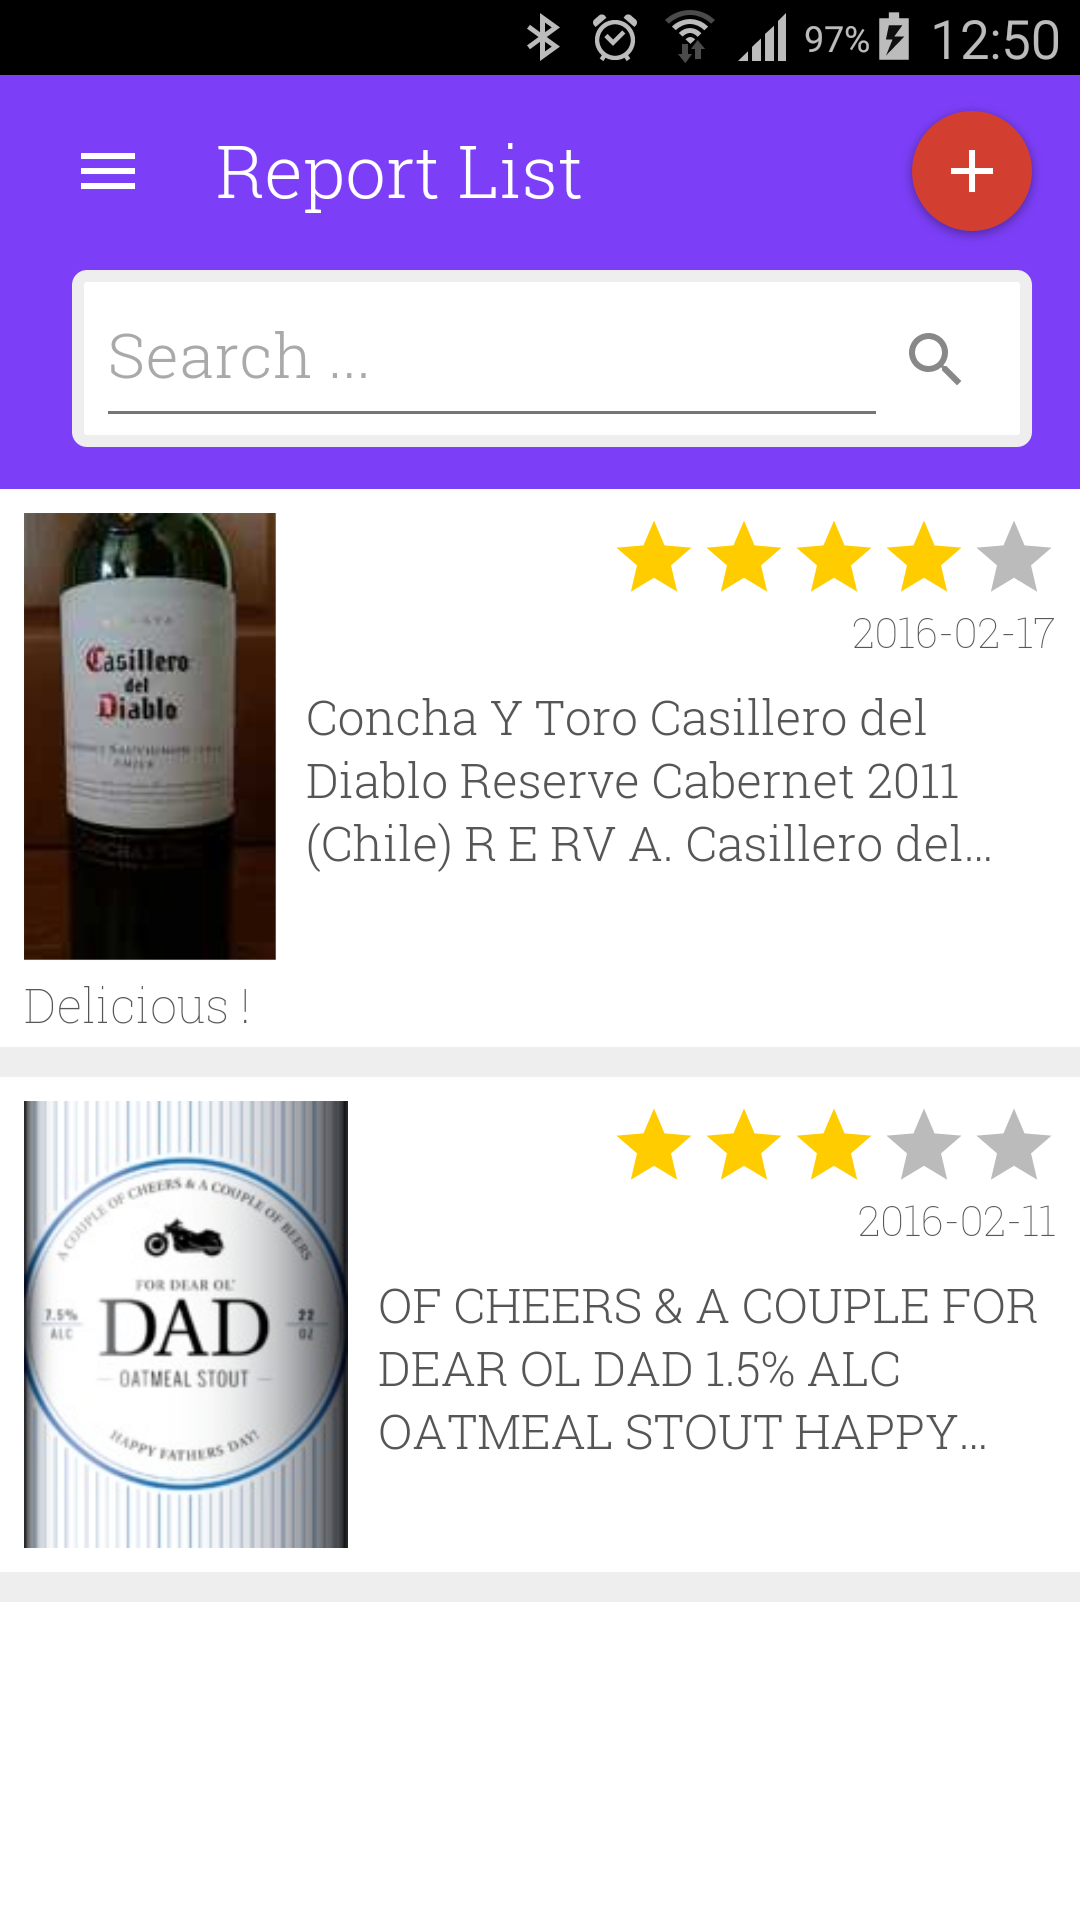 97% 12:50
Report List
Search ...
Casillero
del
Diablo
2016-02-17
Concha Y Toro Casillero del
Diablo Reserve Cabernet 2011
(Chile) R E RV A. Casillero del...
Delicious !
A COUPLE OF CHEERS & A COUPLE OF BEERS
FOR DEAR OL'
DAD
7.5%
ALC
22
OZ
OATMEAL STOUT
HAPPY FATHERS DAY!
2016-02-11
OF CHEERS & A COUPLE FOR
DEAR OL DAD 1.5% ALC
OATMEAL STOUT HAPPY...